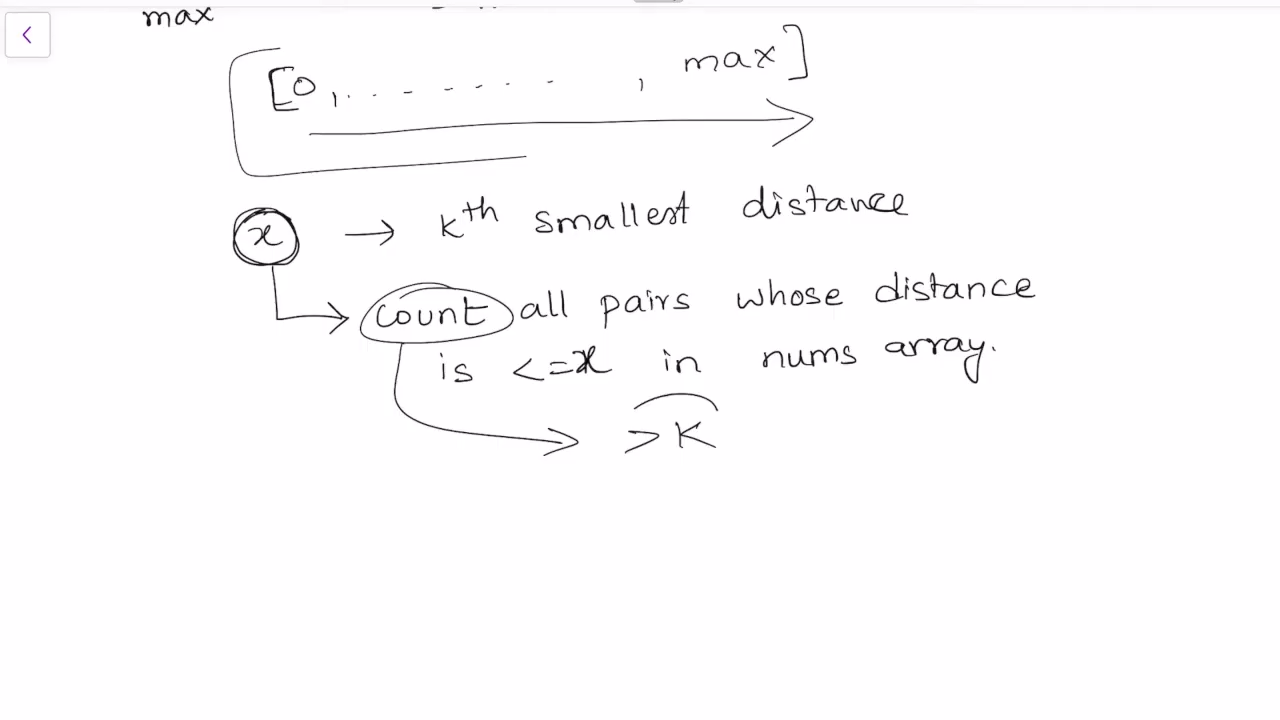 max
[0, . . . . . . . , max]
x → kth smallest distance
count all pairs whose distance
is <=x in nums array.
> K